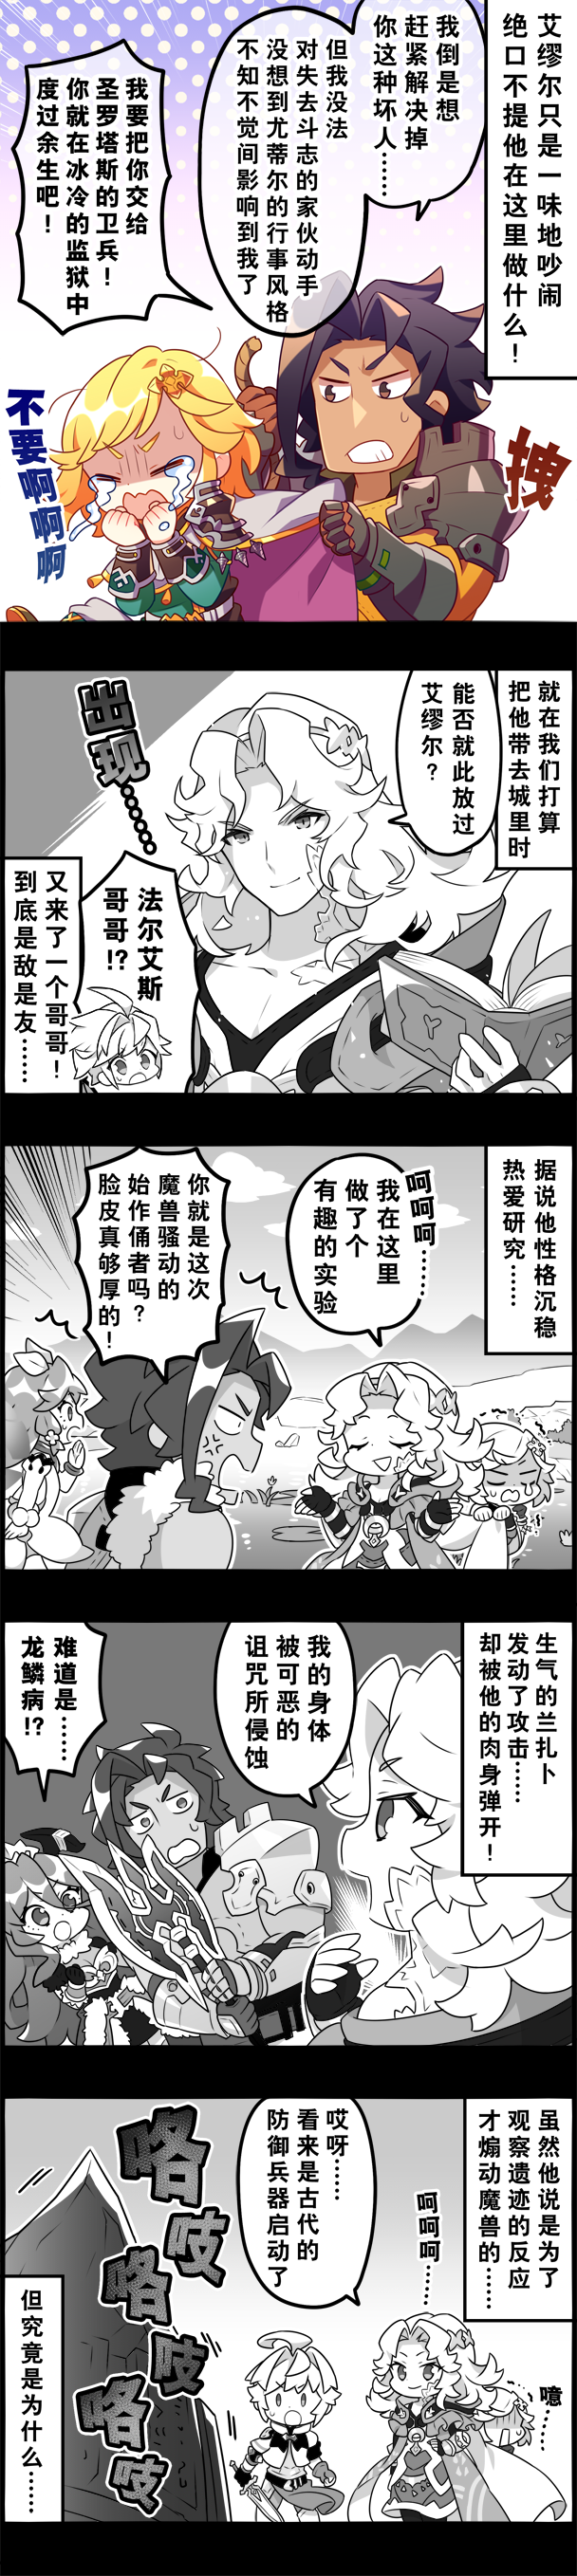 艾缪尔只是一味地吵闹
绝口不提他在这里做什么！
我倒是想
赶紧解决掉
你这种坏人……
但我没法
对失去斗志的家伙动手
没想到尤蒂尔的行事风格
不知不觉间影响到我了
我要把你交给
圣罗塔斯的卫兵！
你就在冰冷的监狱中
度过余生吧！
拽
不要啊啊啊
就在我们打算
把他带去城里时
能否就此放过
艾缪尔？
出现……
法尔艾斯
哥哥!?
又来了一个哥哥！
到底是敌是友……
据说他性格沉稳
热爱研究……
呵呵呵……
我在这里
做了个
有趣的实验
你就是这次
魔兽骚动的
始作俑者吗？
脸皮真够厚的！
生气的兰扎卜
发动了攻击……
却被他的肉身弹开！
我的身体
被可恶的
诅咒所侵蚀
难道是……
龙鳞病!?
虽然他说是为了
观察遗迹的反应
才煽动魔兽的……
呵呵呵……
噫……
哎呀……
看来是古代的
防御兵器启动了
咯吱咯吱咯吱
但究竟是为什么……